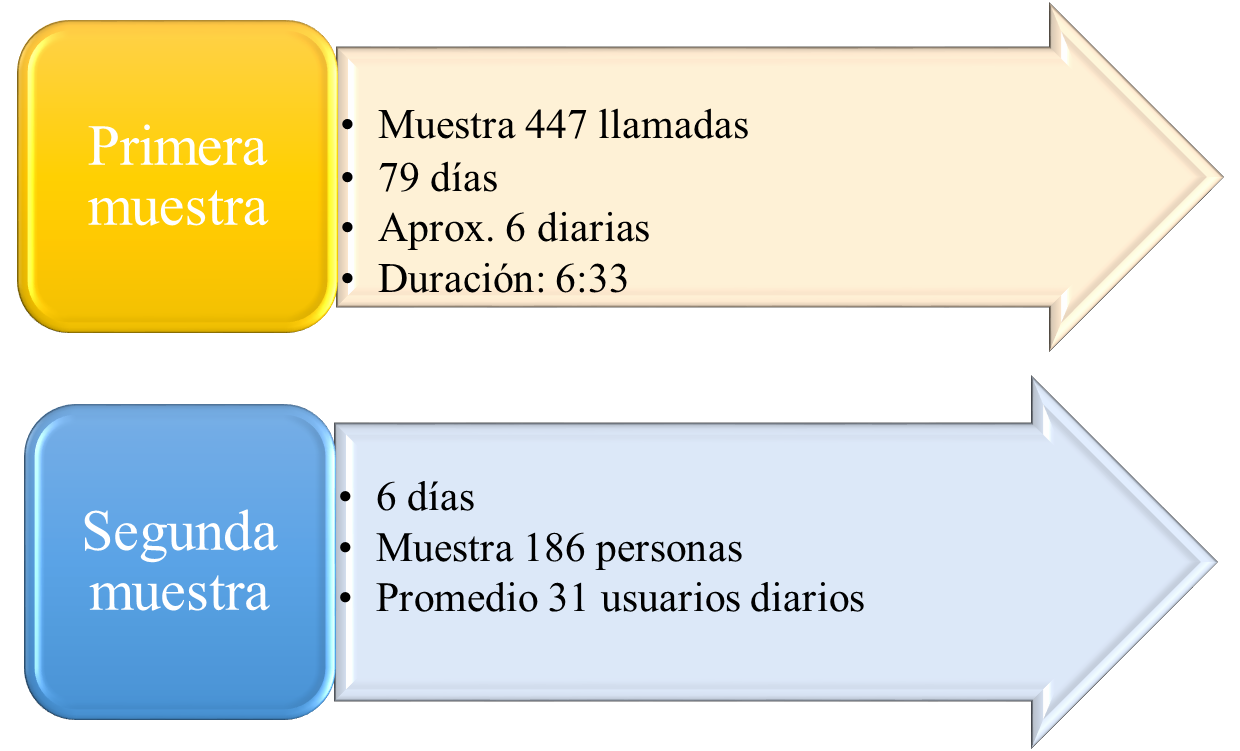 Primera
muestra
• Muestra 447 llamadas
• 79 días
• Aprox. 6 diarias
• Duración: 6:33
Segunda
muestra
• 6 días
• Muestra 186 personas
• Promedio 31 usuarios diarios